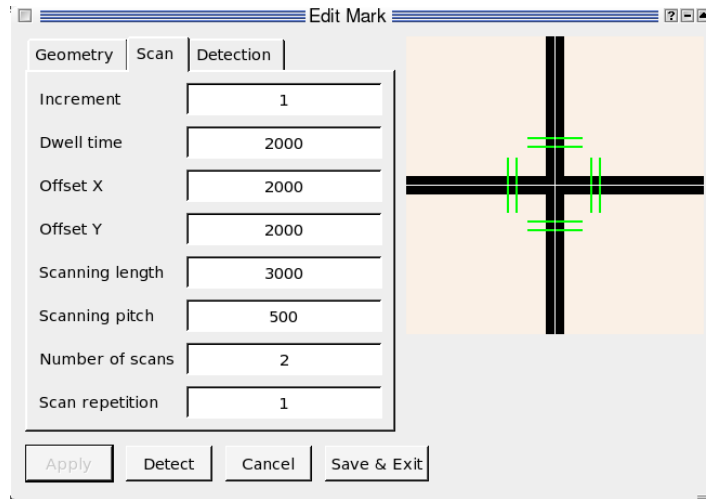 Edit Mark
Geometry Scan Detection
Increment 1
Dwell time 2000
Offset X 2000
Offset Y 2000
Scanning length 3000
Scanning pitch 500
Number of scans 2
Scan repetition 1
Apply Detect Cancel Save & Exit